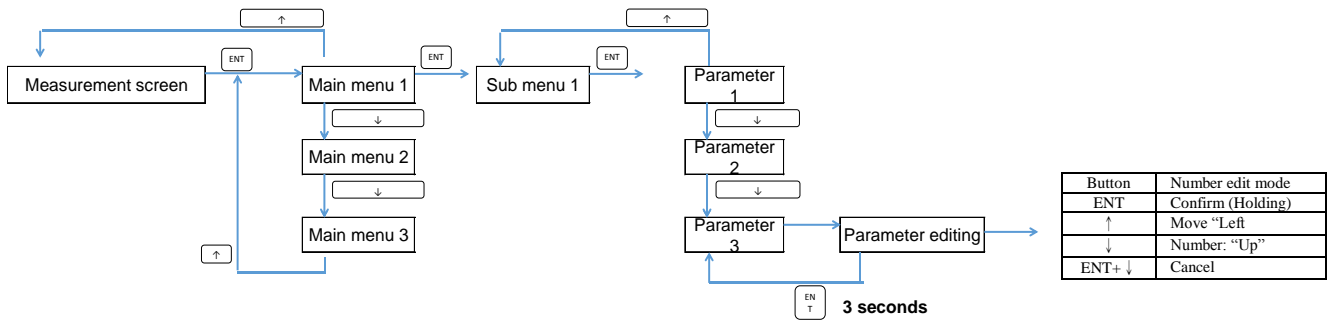 ↑
↑
ENT
ENT
ENT
Measurement screen
Main menu 1
Sub menu 1
Parameter
1
↓
↓
Main menu 2
Parameter
2
↓
↓
Main menu 3
Parameter
3
Parameter editing
↑
EN
T
3 seconds
Button Number edit mode
ENT Confirm (Holding)
↑ Move “Left
↓ Number: “Up”
ENT+ ↓ Cancel